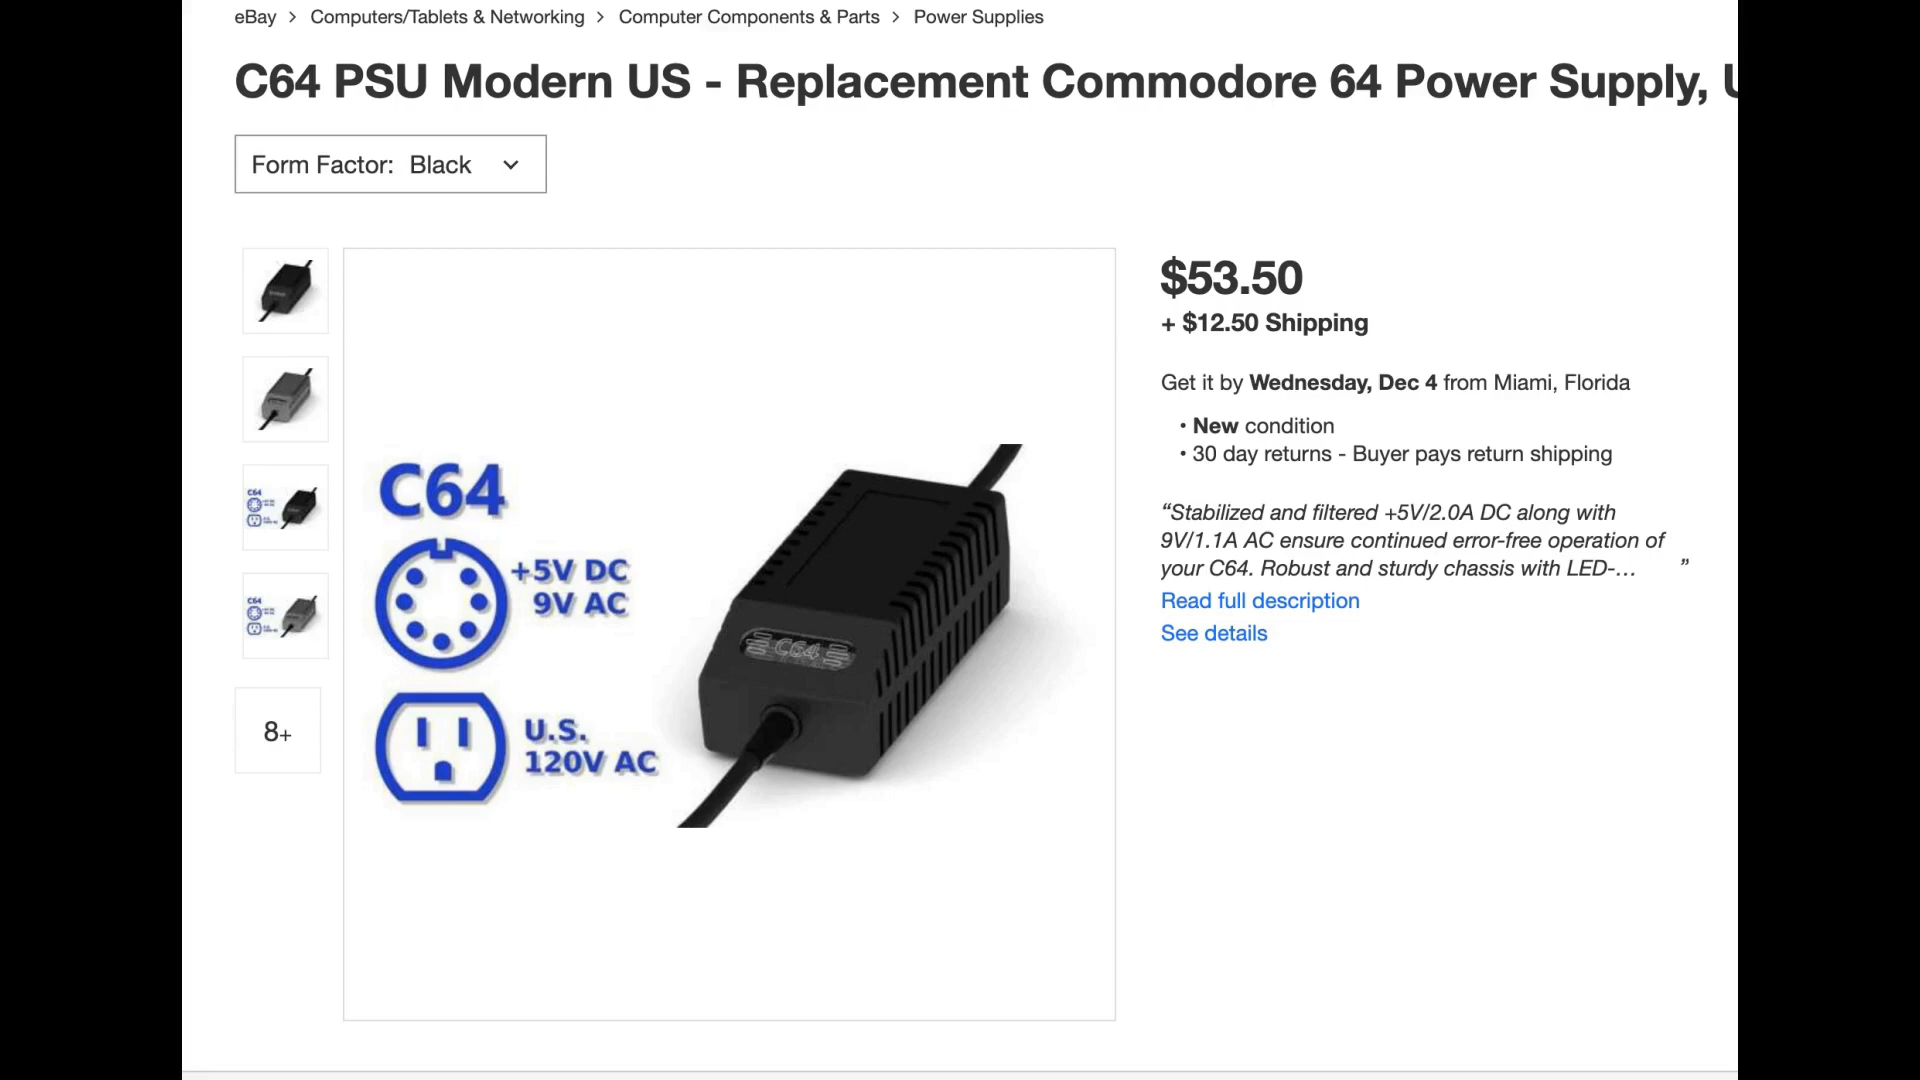 eBay > Computers/Tablets & Networking > Computer Components & Parts > Power Supplies
C64 PSU Modern US - Replacement Commodore 64 Power Supply,
Form Factor: Black
$53.50
+ $12.50 Shipping
Get it by Wednesday, Dec 4 from Miami, Florida
• New condition
• 30 day returns - Buyer pays return shipping
“Stabilized and filtered +5V/2.0A DC along with
9V/1.1A AC ensure continued error-free operation of
your C64. Robust and sturdy chassis with LED-... ”
Read full description
See details
C64
+5V DC
9V AC
C64
U.S.
120V AC
C64
C64
8+